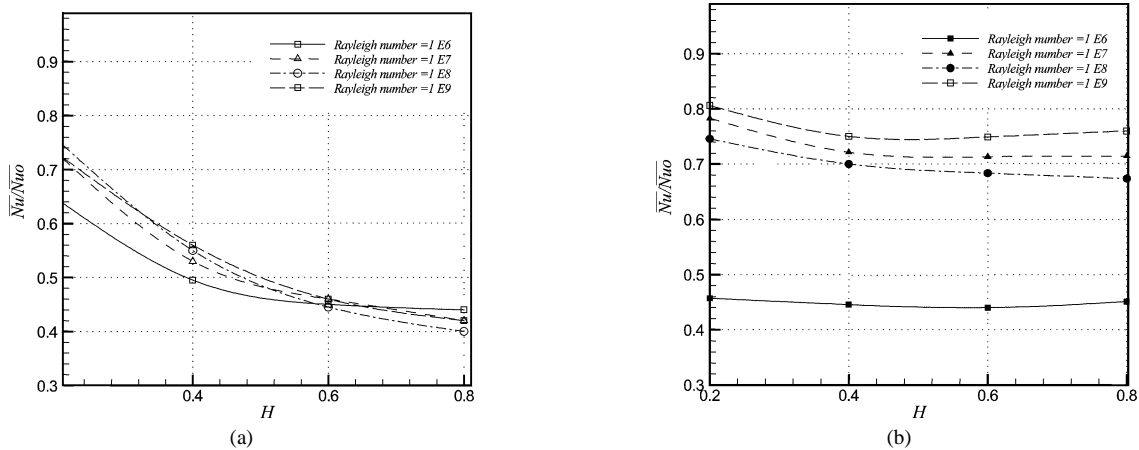 0.9
0.8
0.7
0.6
0.5
0.4
0.3
0.4
0.6
0.8
Nu/Nuo
H
Rayleigh number =1 E6
Rayleigh number =1 E7
Rayleigh number =1 E8
Rayleigh number =1 E9
(a)
0.9
0.8
0.7
0.6
0.5
0.4
0.3
0.2
0.4
0.6
0.8
Nu/Nuo
H
Rayleigh number =1 E6
Rayleigh number =1 E7
Rayleigh number =1 E8
Rayleigh number =1 E9
(b)